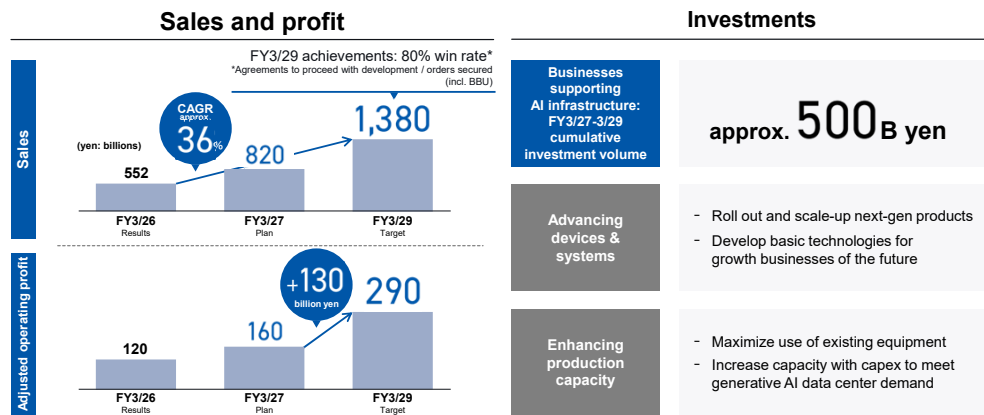 Sales and profit
FY3/29 achievements: 80% win rate*
*Agreements to proceed with development / orders secured
(incl. BBU)
Sales
(yen: billions)
CAGR
approx.
36%
552
820
1,380
FY3/26
Results
FY3/27
Plan
FY3/29
Target
Adjusted operating profit
+130
billion yen
120
160
290
FY3/26
Results
FY3/27
Plan
FY3/29
Target
Investments
Businesses
supporting
AI infrastructure:
FY3/27-3/29
cumulative
investment volume
approx. 500 B yen
Advancing
devices &
systems
- Roll out and scale-up next-gen products
- Develop basic technologies for
growth businesses of the future
Enhancing
production
capacity
- Maximize use of existing equipment
- Increase capacity with capex to meet
generative AI data center demand